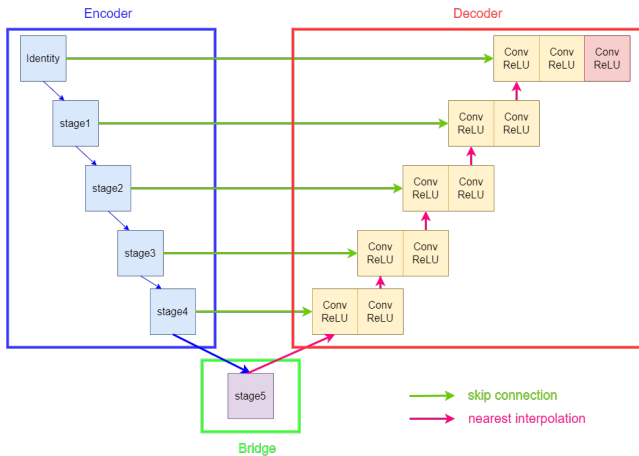 Encoder
Decoder
Identity
Conv
ReLU
Conv
ReLU
Conv
ReLU
stage1
Conv
ReLU
Conv
ReLU
stage2
Conv
ReLU
Conv
ReLU
stage3
Conv
ReLU
Conv
ReLU
stage4
Conv
ReLU
Conv
ReLU
stage5
Bridge
skip connection
nearest interpolation